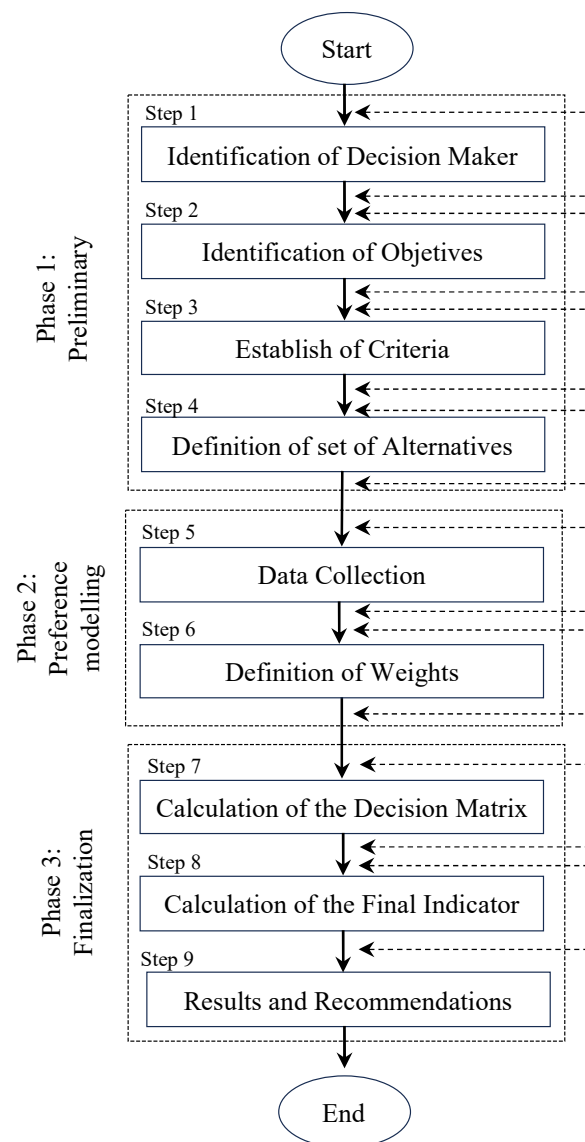 Start
Phase 1:
Preliminary
Step 1
Identification of Decision Maker
Step 2
Identification of Objetives
Step 3
Establish of Criteria
Step 4
Definition of set of Alternatives
Phase 2:
Preference
modelling
Step 5
Data Collection
Step 6
Definition of Weights
Phase 3:
Finalization
Step 7
Calculation of the Decision Matrix
Step 8
Calculation of the Final Indicator
Step 9
Results and Recommendations
End